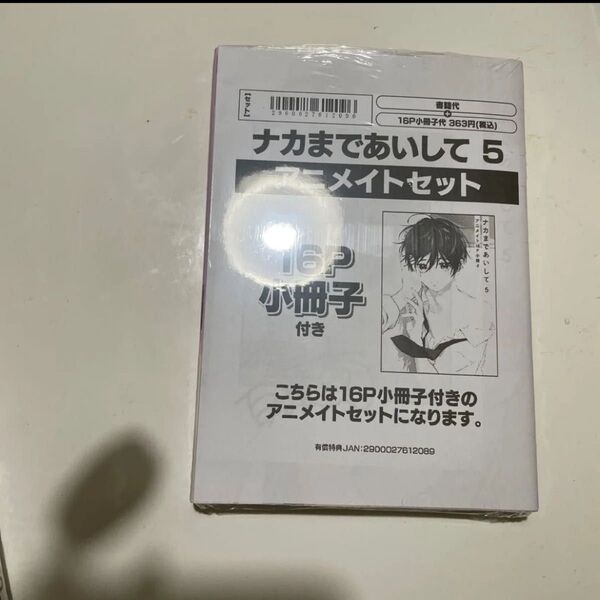 【セット】
2900027612096
書籍代
+
16P小冊子代 363円(税込)
ナカまであいして 5
アニメイトセット
16P
小冊子
付き
ナカまであいして 5
こちらは16P小冊子付きの
アニメイトセットになります。
有償特典JAN:2900027612089